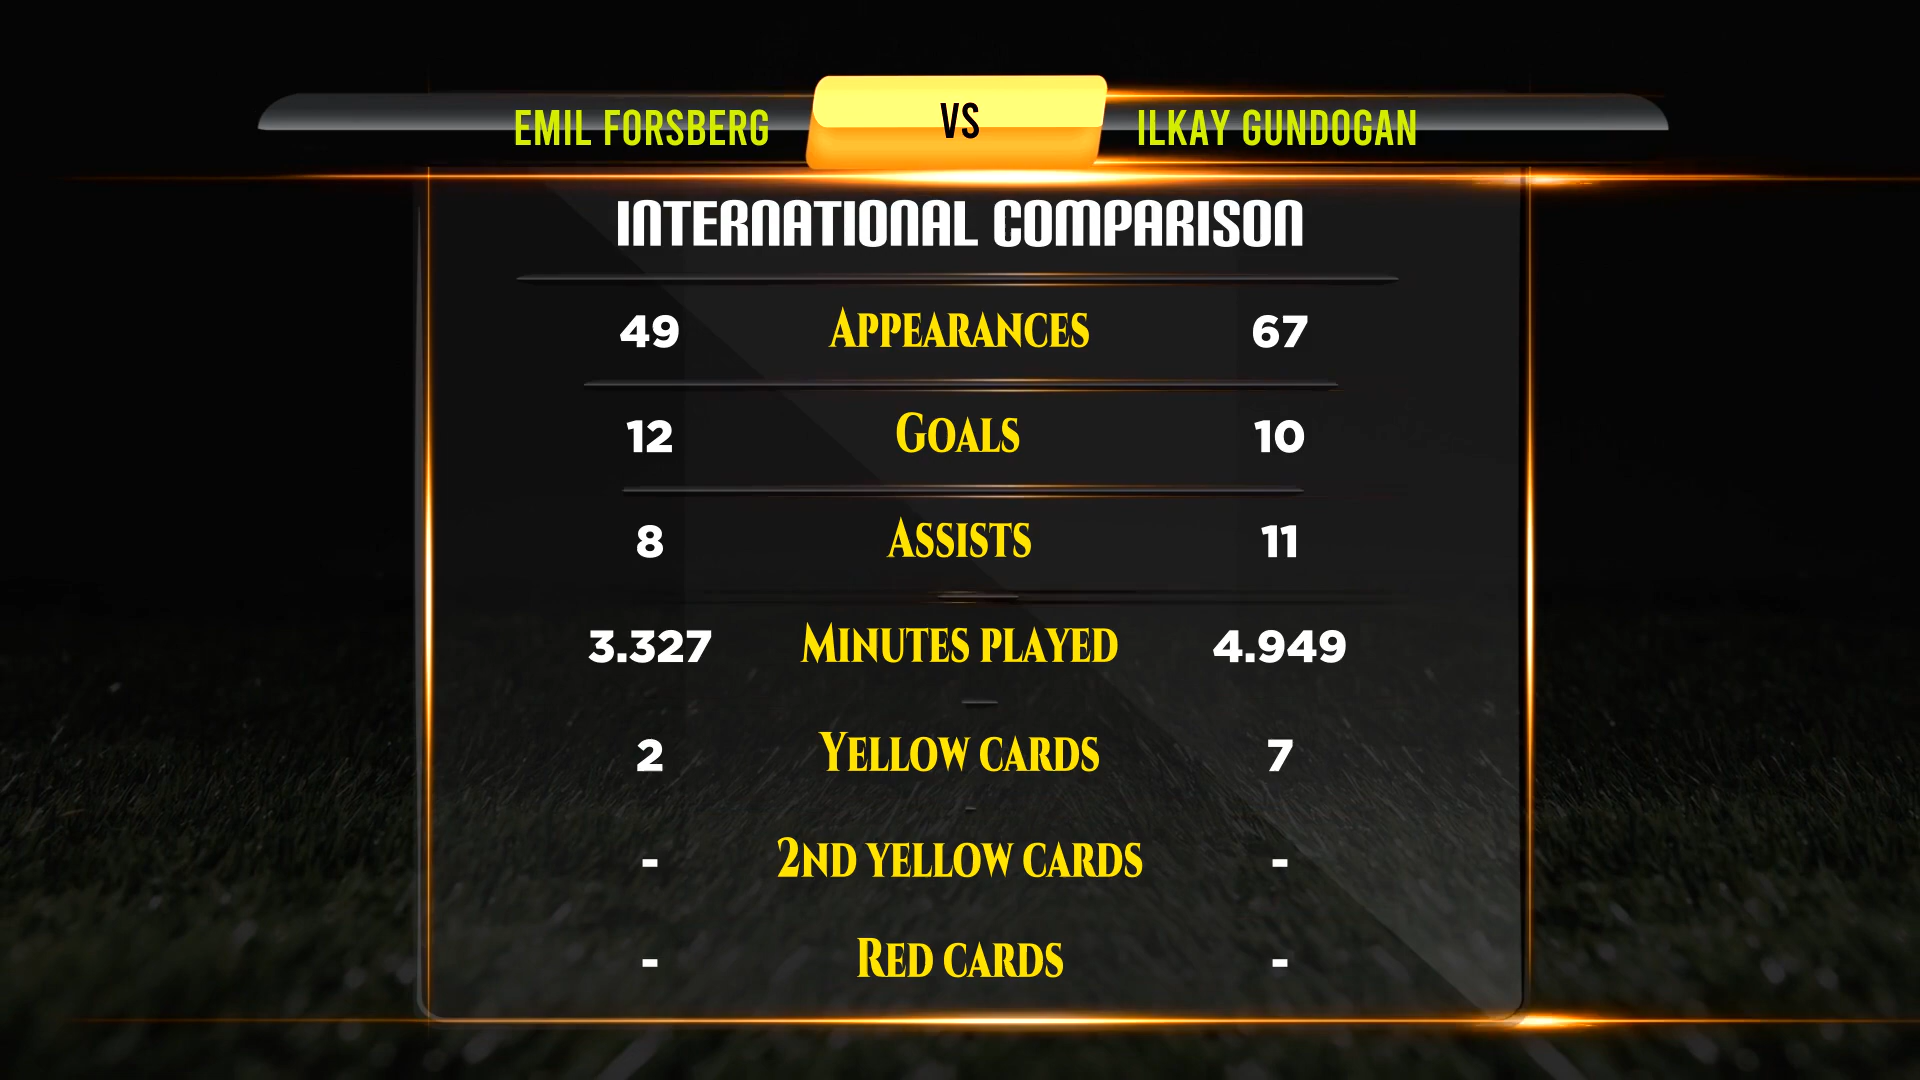 EMIL FORSBERG VS ILKAY GUNDOGAN
INTERNATIONAL COMPARISON
49 APPEARANCES 67
12 GOALS 10
8 ASSISTS 11
3.327 MINUTES PLAYED 4.949
2 YELLOW CARDS 7
- 2ND YELLOW CARDS -
- RED CARDS -